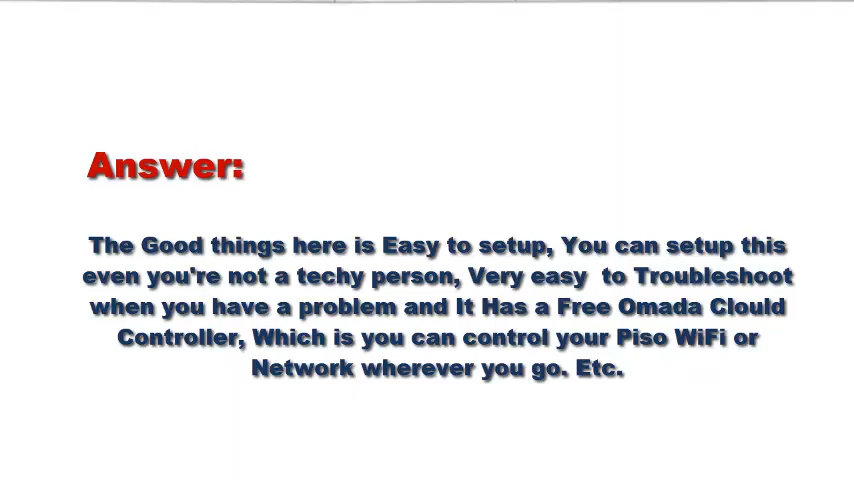 Answer:
The Good things here is Easy to setup, You can setup this
even you're not a techy person, Very easy to Troubleshoot
when you have a problem and It Has a Free Omada Clould
Controller, Which is you can control your Piso WiFi or
Network wherever you go. Etc.